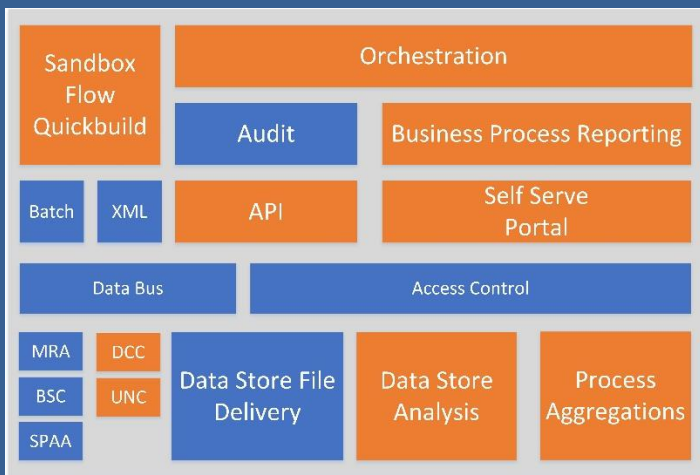 Sandbox
Flow
Quickbuild
Orchestration
Audit
Business Process Reporting
Batch
XML
API
Self Serve
Portal
Data Bus
Access Control
MRA
DCC
BSC
UNC
SPAA
Data Store File
Delivery
Data Store
Analysis
Process
Aggregations